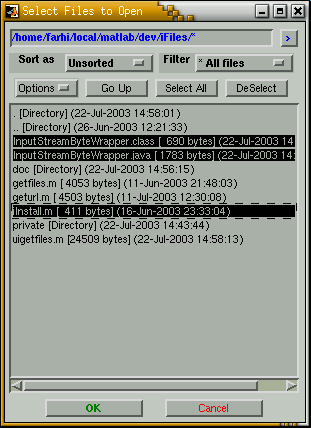 Select Files to Open
/home/farhi/local/matlab/dev/iFiles/* >
Sort as Unsorted Filter * All files
Options Go Up Select All DeSelect
. [Directory] (22-Jul-2003 14:58:01)
.. [Directory] (26-Jun-2003 12:21:33)
InputStreamByteWrapper.class [ 690 bytes] (22-Jul-2003 14
InputStreamByteWrapper.java [ 1783 bytes] (22-Jul-2003 14:
doc [Directory] (22-Jul-2003 14:56:15)
getfiles.m [ 4053 bytes] (11-Jun-2003 21:48:03)
geturl.m [ 4503 bytes] (11-Jul-2003 12:30:08)
iInstall.m [ 411 bytes] (16-Jun-2003 23:33:04)
private [Directory] (22-Jul-2003 14:43:44)
uigetfiles.m [24509 bytes] (22-Jul-2003 14:58:13)
OK Cancel